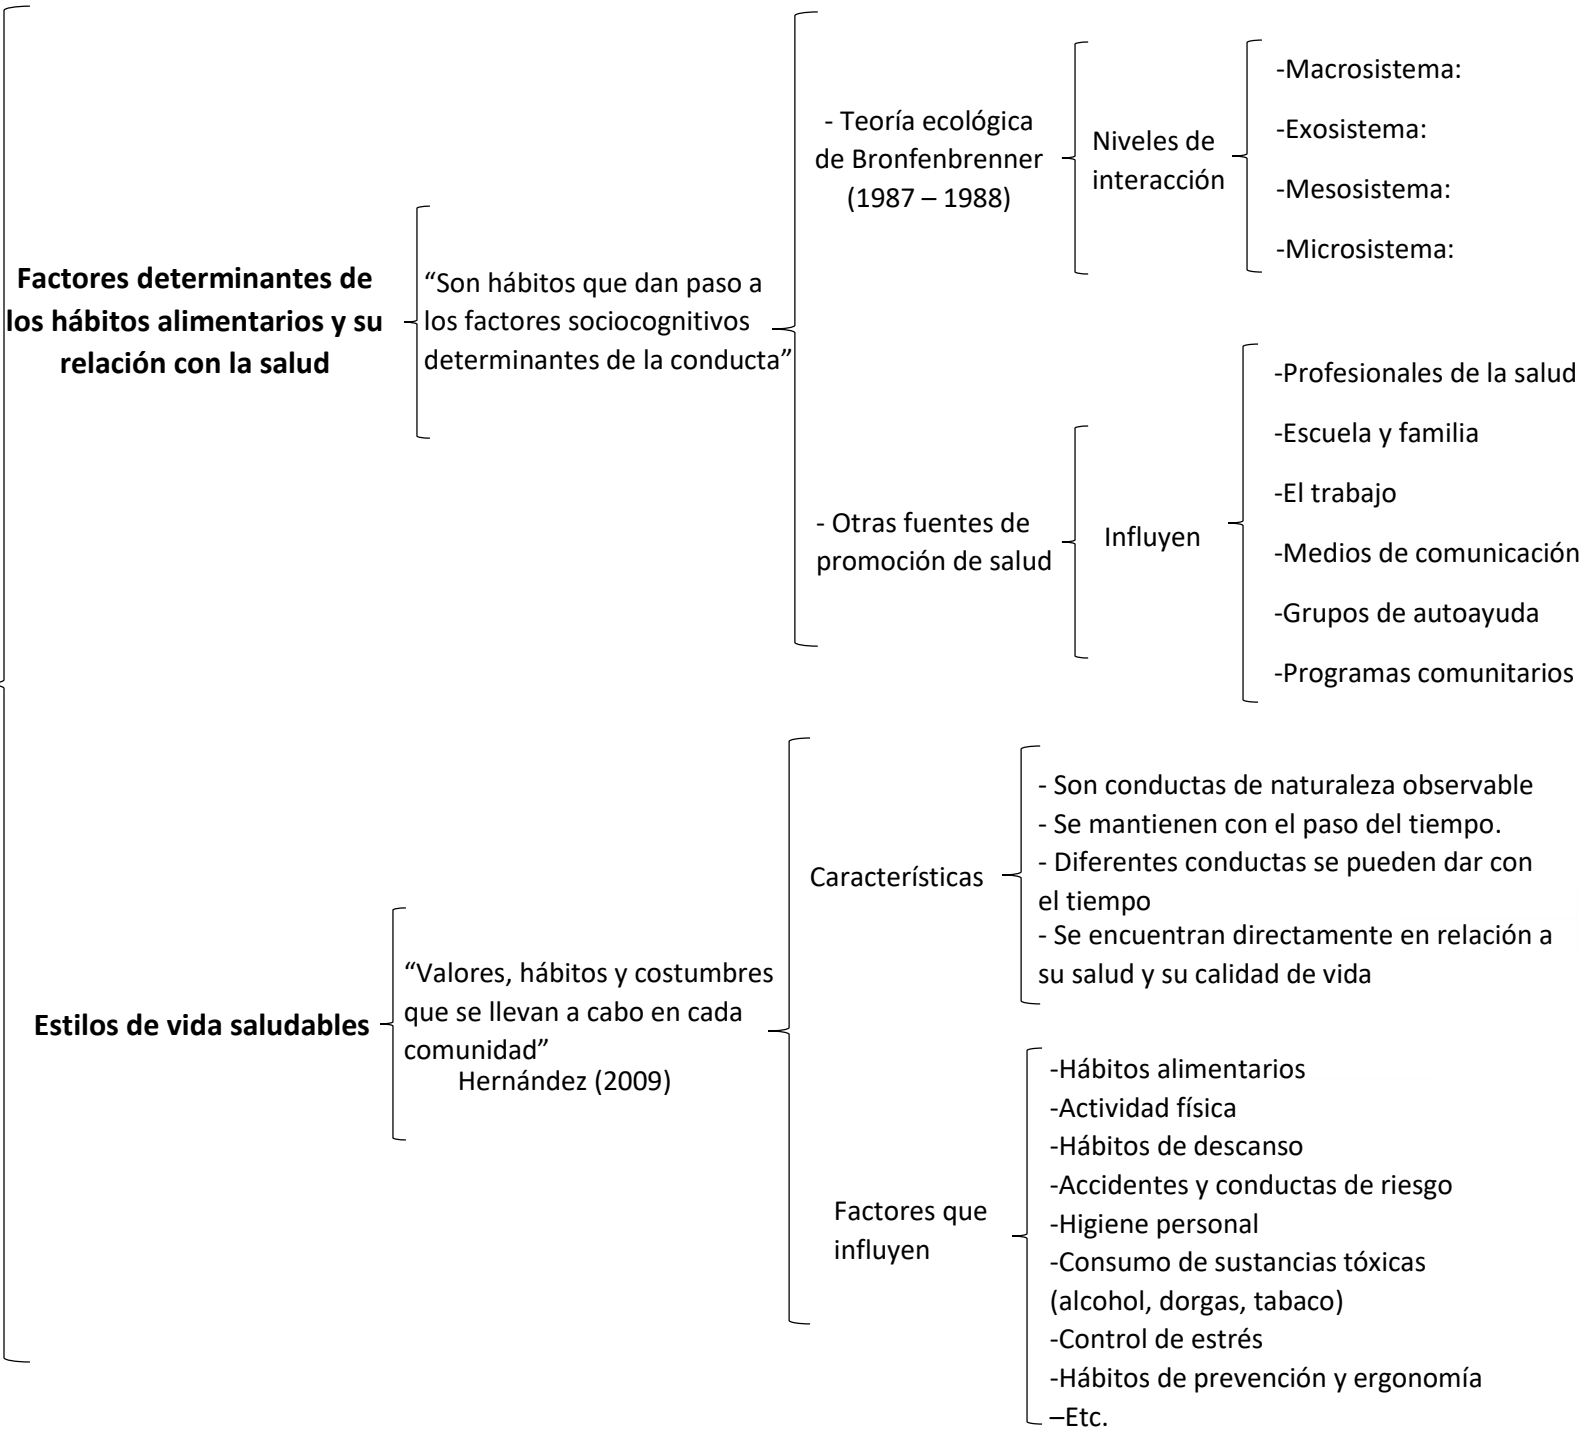 Factores determinantes de
los hábitos alimentarios y su
relación con la salud
“Son hábitos que dan paso a
los factores sociocognitivos
determinantes de la conducta”
- Teoría ecológica
de Bronfenbrenner
(1987 – 1988)
Niveles de
interacción
-Macrosistema:
-Exosistema:
-Mesosistema:
-Microsistema:
- Otras fuentes de
promoción de salud
Influyen
-Profesionales de la salud
-Escuela y familia
-El trabajo
-Medios de comunicación
-Grupos de autoayuda
-Programas comunitarios
Estilos de vida saludables
“Valores, hábitos y costumbres
que se llevan a cabo en cada
comunidad”
Hernández (2009)
Características
- Son conductas de naturaleza observable
- Se mantienen con el paso del tiempo.
- Diferentes conductas se pueden dar con
el tiempo
- Se encuentran directamente en relación a
su salud y su calidad de vida
Factores que
influyen
-Hábitos alimentarios
-Actividad física
-Hábitos de descanso
-Accidentes y conductas de riesgo
-Higiene personal
-Consumo de sustancias tóxicas
(alcohol, dorgas, tabaco)
-Control de estrés
-Hábitos de prevención y ergonomía
–Etc.